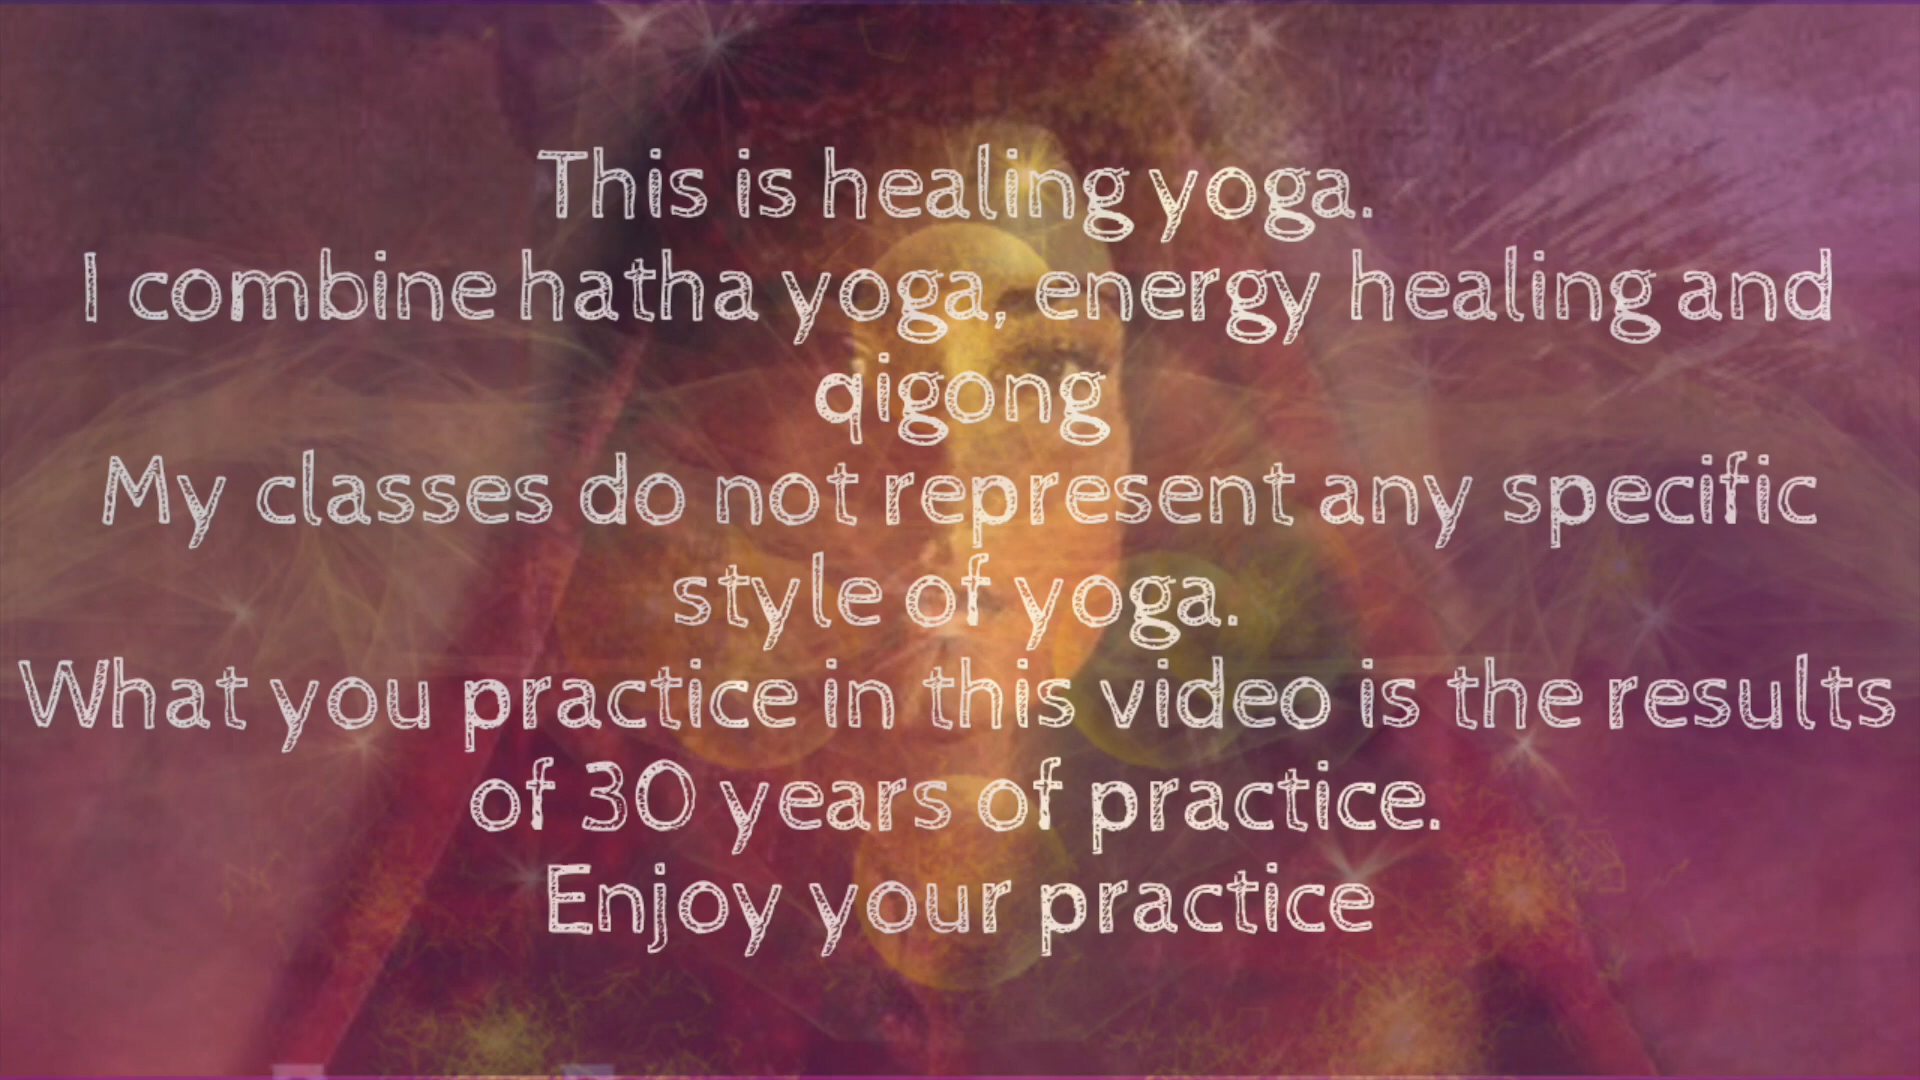 This is healing yoga.
I combine hatha yoga, energy healing and
qigong
My classes do not represent any specific
style of yoga.
What you practice in this video is the results
of 30 years of practice.
Enjoy your practice